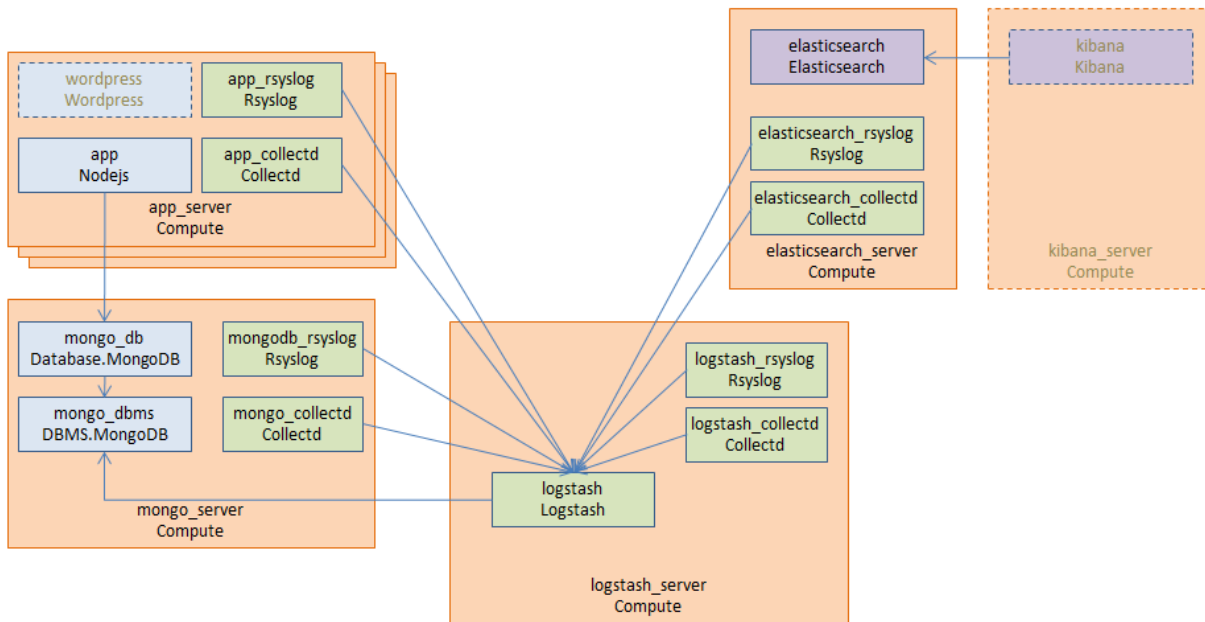 wordpress
Wordpress
app_rsyslog
Rsyslog
app
Nodejs
app_collectd
Collectd
app_server
Compute
elasticsearch
Elasticsearch
elasticsearch_rsyslog
Rsyslog
elasticsearch_collectd
Collectd
elasticsearch_server
Compute
kibana
Kibana
kibana_server
Compute
mongo_db
Database.MongoDB
mongodb_rsyslog
Rsyslog
mongo_dbms
DBMS.MongoDB
mongo_collectd
Collectd
mongo_server
Compute
logstash_rsyslog
Rsyslog
logstash_collectd
Collectd
logstash
Logstash
logstash_server
Compute